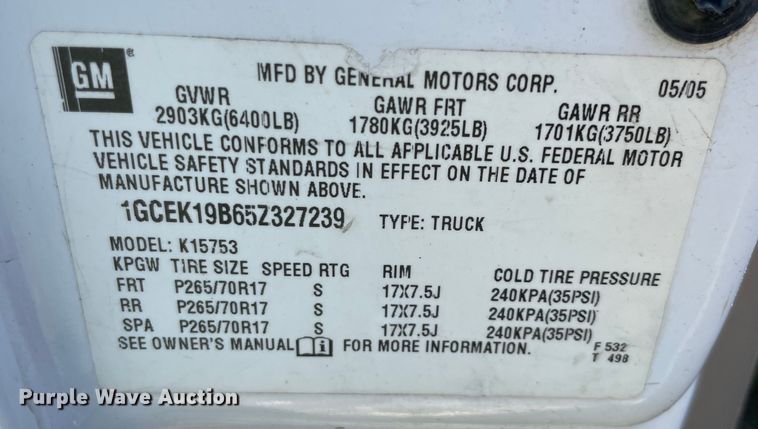 GM
MFD BY GENERAL MOTORS CORP. 05/05
GVWR GAWR FRT GAWR RR
2903KG(6400LB) 1780KG(3925LB) 1701KG(3750LB)
THIS VEHICLE CONFORMS TO ALL APPLICABLE U.S. FEDERAL MOTOR
VEHICLE SAFETY STANDARDS IN EFFECT ON THE DATE OF
MANUFACTURE SHOWN ABOVE.
1GCEK19B65Z327239 TYPE: TRUCK
MODEL: K15753
KPGW TIRE SIZE SPEED RTG RIM COLD TIRE PRESSURE
FRT P265/70R17 S 17X7.5J 240KPA(35PSI)
RR P265/70R17 S 17X7.5J 240KPA(35PSI)
SPA P265/70R17 S 17X7.5J 240KPA(35PSI)
SEE OWNER'S MANUAL i FOR MORE INFORMATION. F 532
T 498
Purple Wave Auction